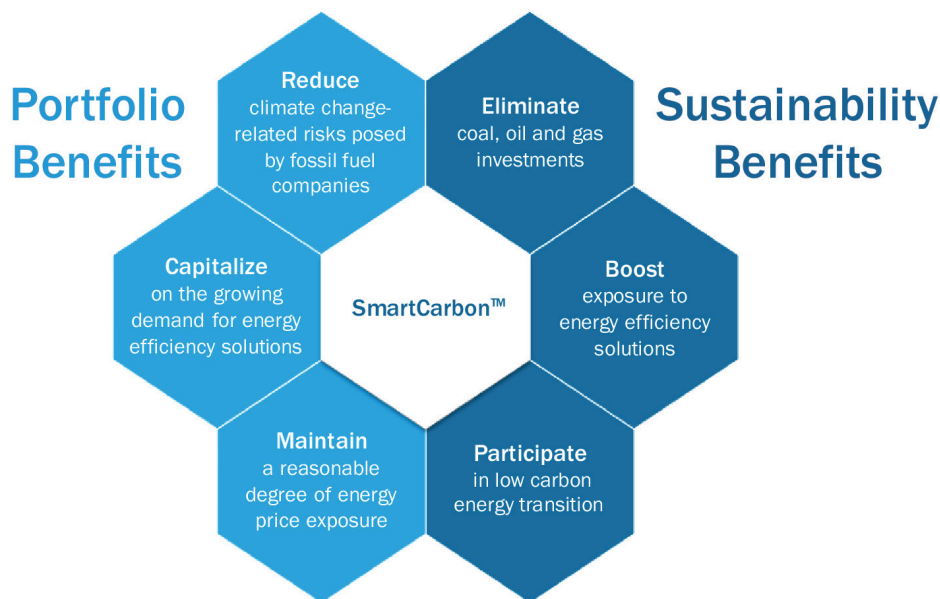 Portfolio
Benefits
Reduce
climate change-
related risks posed
by fossil fuel
companies
Eliminate
coal, oil and gas
investments
Sustainability
Benefits
Capitalize
on the growing
demand for energy
efficiency solutions
SmartCarbon™
Boost
exposure to
energy efficiency
solutions
Maintain
a reasonable
degree of energy
price exposure
Participate
in low carbon
energy transition